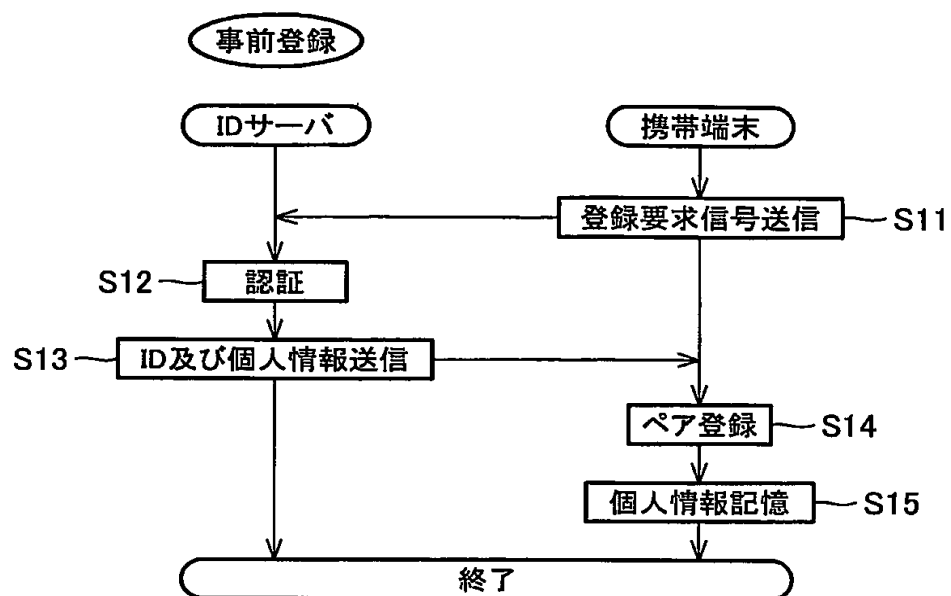 事前登録
IDサーバ
携帯端末
登録要求信号送信
S11
S12
認証
S13
ID及び個人情報送信
ペア登録
S14
個人情報記憶
S15
終了